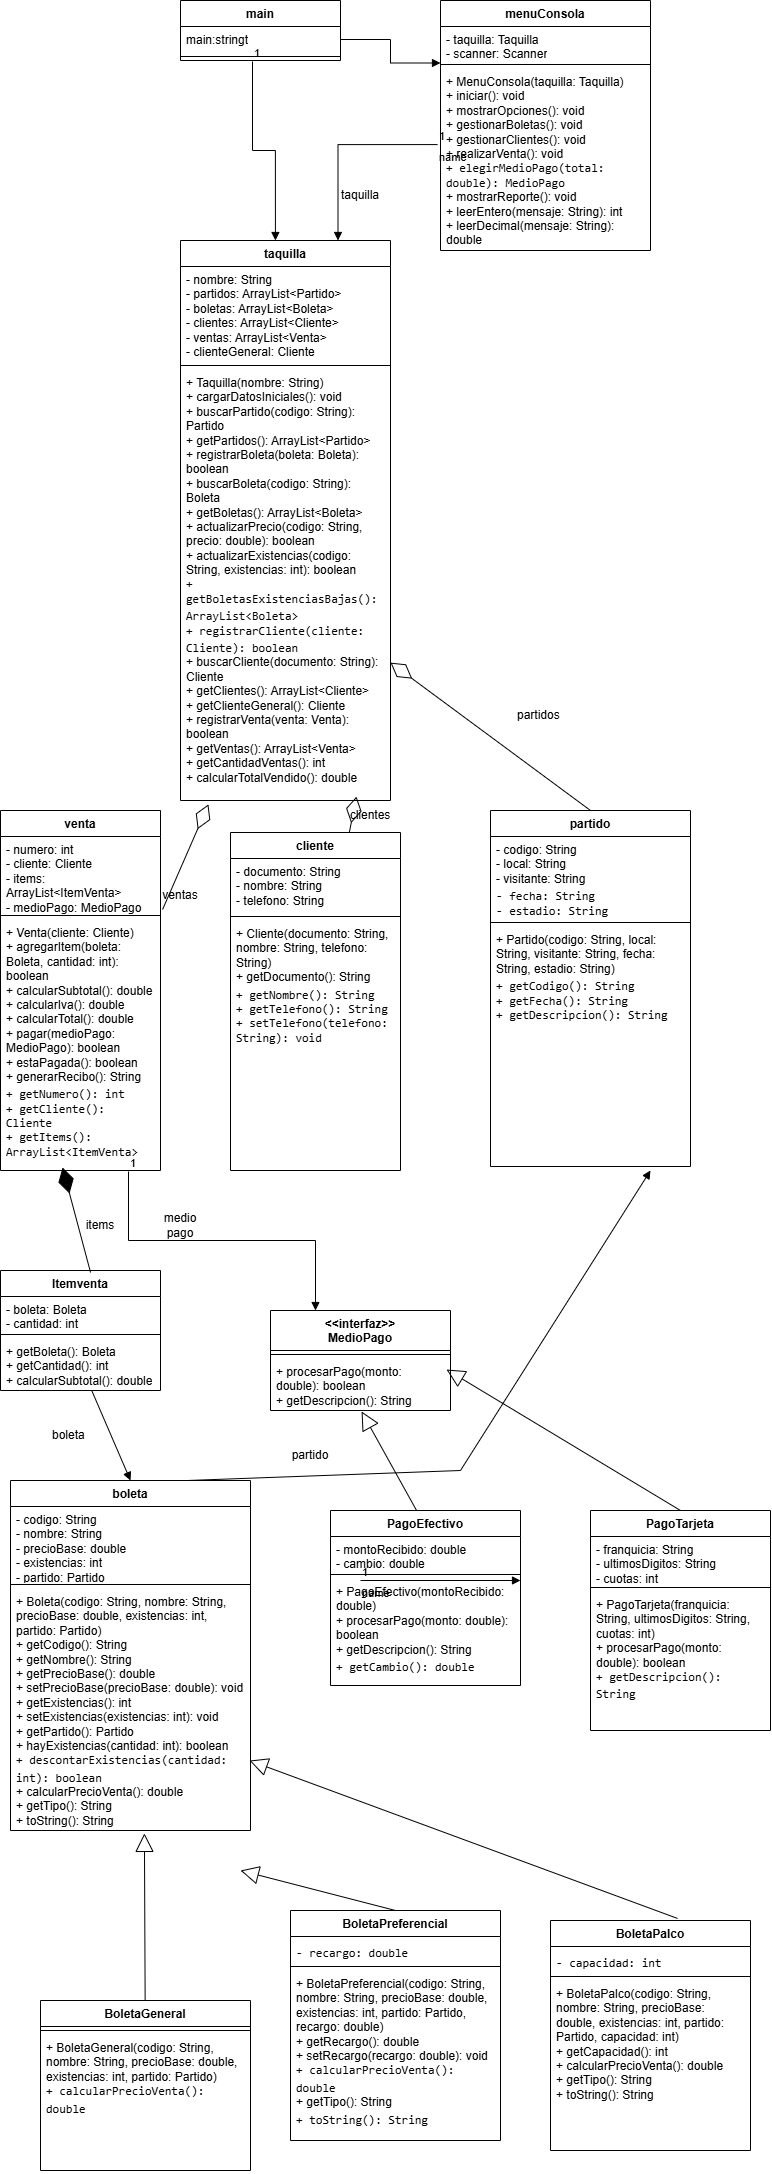 main
main:stringt
1
menuConsola
- taquilla: Taquilla
- scanner: Scanner
+ MenuConsola(taquilla: Taquilla)
+ iniciar(): void
+ mostrarOpciones(): void
+ gestionarBoletas(): void
+ gestionarClientes(): void
+ realizarVenta(): void
+ elegirMedioPago(total:
double): MedioPago
+ mostrarReporte(): void
+ leerEntero(mensaje: String): int
+ leerDecimal(mensaje: String):
double
1
name
taquilla
taquilla
- nombre: String
- partidos: ArrayList<Partido>
- boletas: ArrayList<Boleta>
- clientes: ArrayList<Cliente>
- ventas: ArrayList<Venta>
- clienteGeneral: Cliente
+ Taquilla(nombre: String)
+ cargarDatosIniciales(): void
+ buscarPartido(codigo: String):
Partido
+ getPartidos(): ArrayList<Partido>
+ registrarBoleta(boleta: Boleta):
boolean
+ buscarBoleta(codigo: String):
Boleta
+ getBoletas(): ArrayList<Boleta>
+ actualizarPrecio(codigo: String,
precio: double): boolean
+ actualizarExistencias(codigo:
String, existencias: int): boolean
+
getBoletasExistenciasBajas():
ArrayList<Boleta>
+ registrarCliente(cliente:
Cliente): boolean
+ buscarCliente(documento: String):
Cliente
+ getClientes(): ArrayList<Cliente>
+ getClienteGeneral(): Cliente
+ registrarVenta(venta: Venta):
boolean
+ getVentas(): ArrayList<Venta>
+ getCantidadVentas(): int
+ calcularTotalVendido(): double
partidos
clientes
ventas
venta
- numero: int
- cliente: Cliente
- items:
ArrayList<ItemVenta>
- medioPago: MedioPago
+ Venta(cliente: Cliente)
+ agregarItem(boleta:
Boleta, cantidad: int):
boolean
+ calcularSubtotal(): double
+ calcularIva(): double
+ calcularTotal(): double
+ pagar(medioPago:
MedioPago): boolean
+ estaPagada(): boolean
+ generarRecibo(): String
+ getNumero(): int
+ getCliente():
Cliente
+ getItems():
ArrayList<ItemVenta>
1
cliente
- documento: String
- nombre: String
- telefono: String
+ Cliente(documento: String,
nombre: String, telefono:
String)
+ getDocumento(): String
+ getNombre(): String
+ getTelefono(): String
+ setTelefono(telefono:
String): void
partido
- codigo: String
- local: String
- visitante: String
- fecha: String
- estadio: String
+ Partido(codigo: String, local:
String, visitante: String, fecha:
String, estadio: String)
+ getCodigo(): String
+ getFecha(): String
+ getDescripcion(): String
items
medio
pago
Itemventa
- boleta: Boleta
- cantidad: int
+ getBoleta(): Boleta
+ getCantidad(): int
+ calcularSubtotal(): double
<<interfaz>>
MedioPago
+ procesarPago(monto:
double): boolean
+ getDescripcion(): String
boleta
partido
boleta
- codigo: String
- nombre: String
- precioBase: double
- existencias: int
- partido: Partido
+ Boleta(codigo: String, nombre: String,
precioBase: double, existencias: int,
partido: Partido)
+ getCodigo(): String
+ getNombre(): String
+ getPrecioBase(): double
+ setPrecioBase(precioBase: double): void
+ getExistencias(): int
+ setExistencias(existencias: int): void
+ getPartido(): Partido
+ hayExistencias(cantidad: int): boolean
+ descontarExistencias(cantidad:
int): boolean
+ calcularPrecioVenta(): double
+ getTipo(): String
+ toString(): String
PagoEfectivo
- montoRecibido: double
- cambio: double
1
name
+ PagoEfectivo(montoRecibido:
double)
+ procesarPago(monto: double):
boolean
+ getDescripcion(): String
+ getCambio(): double
PagoTarjeta
- franquicia: String
- ultimosDigitos: String
- cuotas: int
+ PagoTarjeta(franquicia:
String, ultimosDigitos: String,
cuotas: int)
+ procesarPago(monto:
double): boolean
+ getDescripcion():
String
BoletaGeneral
+ BoletaGeneral(codigo: String,
nombre: String, precioBase: double,
existencias: int, partido: Partido)
+ calcularPrecioVenta():
double
BoletaPreferencial
- recargo: double
+ BoletaPreferencial(codigo: String,
nombre: String, precioBase: double,
existencias: int, partido: Partido,
recargo: double)
+ getRecargo(): double
+ setRecargo(recargo: double): void
+ calcularPrecioVenta():
double
+ getTipo(): String
+ toString(): String
BoletaPalco
- capacidad: int
+ BoletaPalco(codigo: String,
nombre: String, precioBase:
double, existencias: int, partido:
Partido, capacidad: int)
+ getCapacidad(): int
+ calcularPrecioVenta(): double
+ getTipo(): String
+ toString(): String